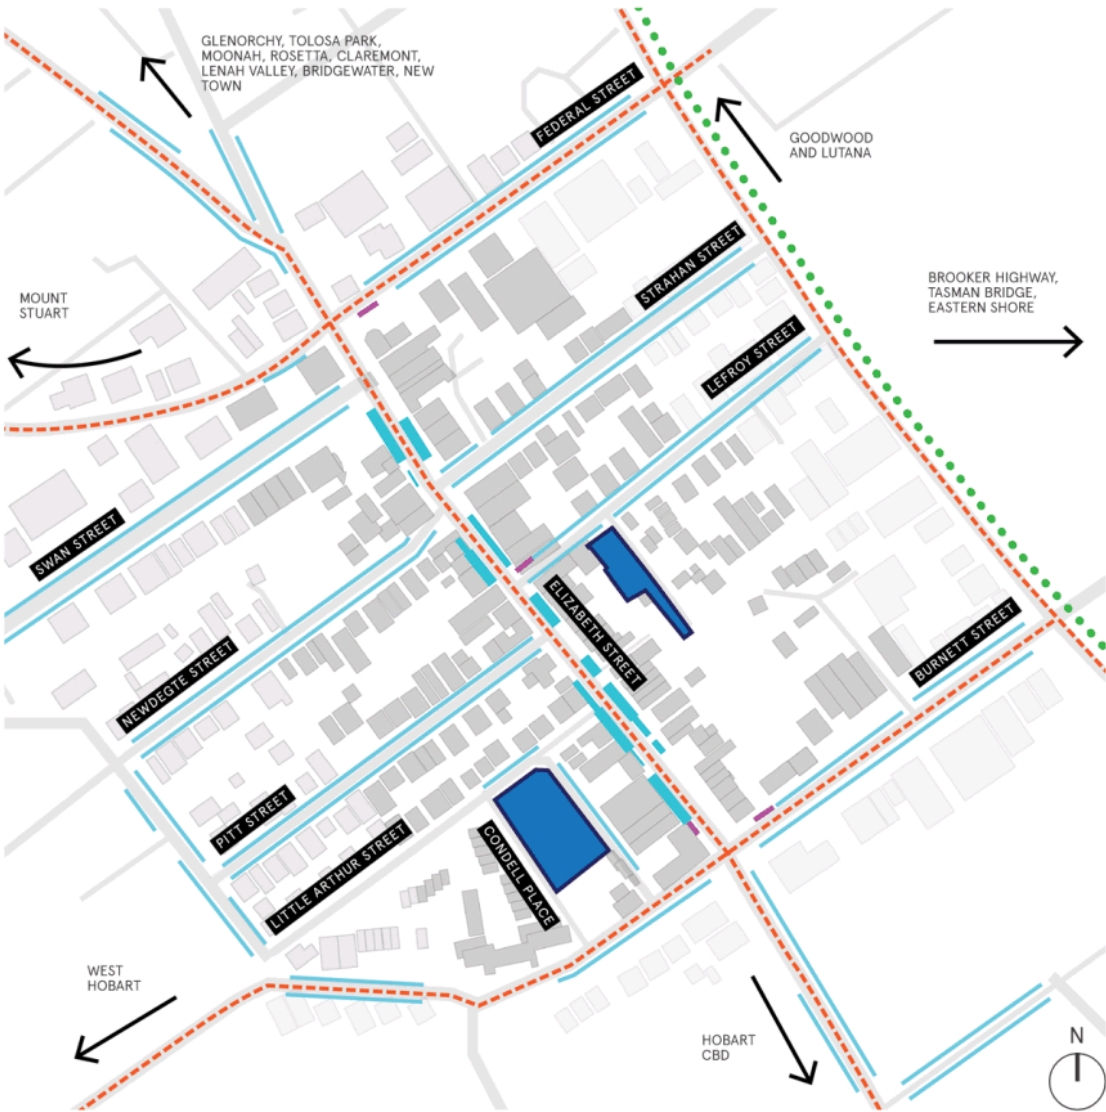 GLENORCHY, TOLOSA PARK,
MOONAH, ROSETTA, CLAREMONT,
LENAH VALLEY, BRIDGEWATER, NEW
TOWN
FEDERAL STREET
GOODWOOD
AND LUTANA
STRAHAN STREET
BROOKER HIGHWAY,
TASMAN BRIDGE,
EASTERN SHORE
MOUNT
STUART
LEFROY STREET
SWAN STREET
ELIZABETH STREET
BURNETT STREET
NEWDEGTE STREET
PITT STREET
LITTLE ARTHUR STREET
CONDELL PLACE
WEST
HOBART
HOBART
CBD
N